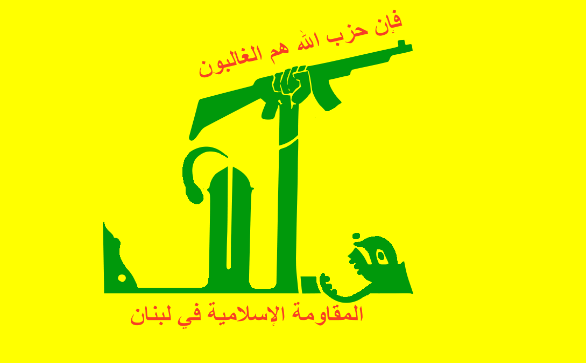 فإن حزب الله هم الغالبون
المقاومة الإسلامية في لبنان